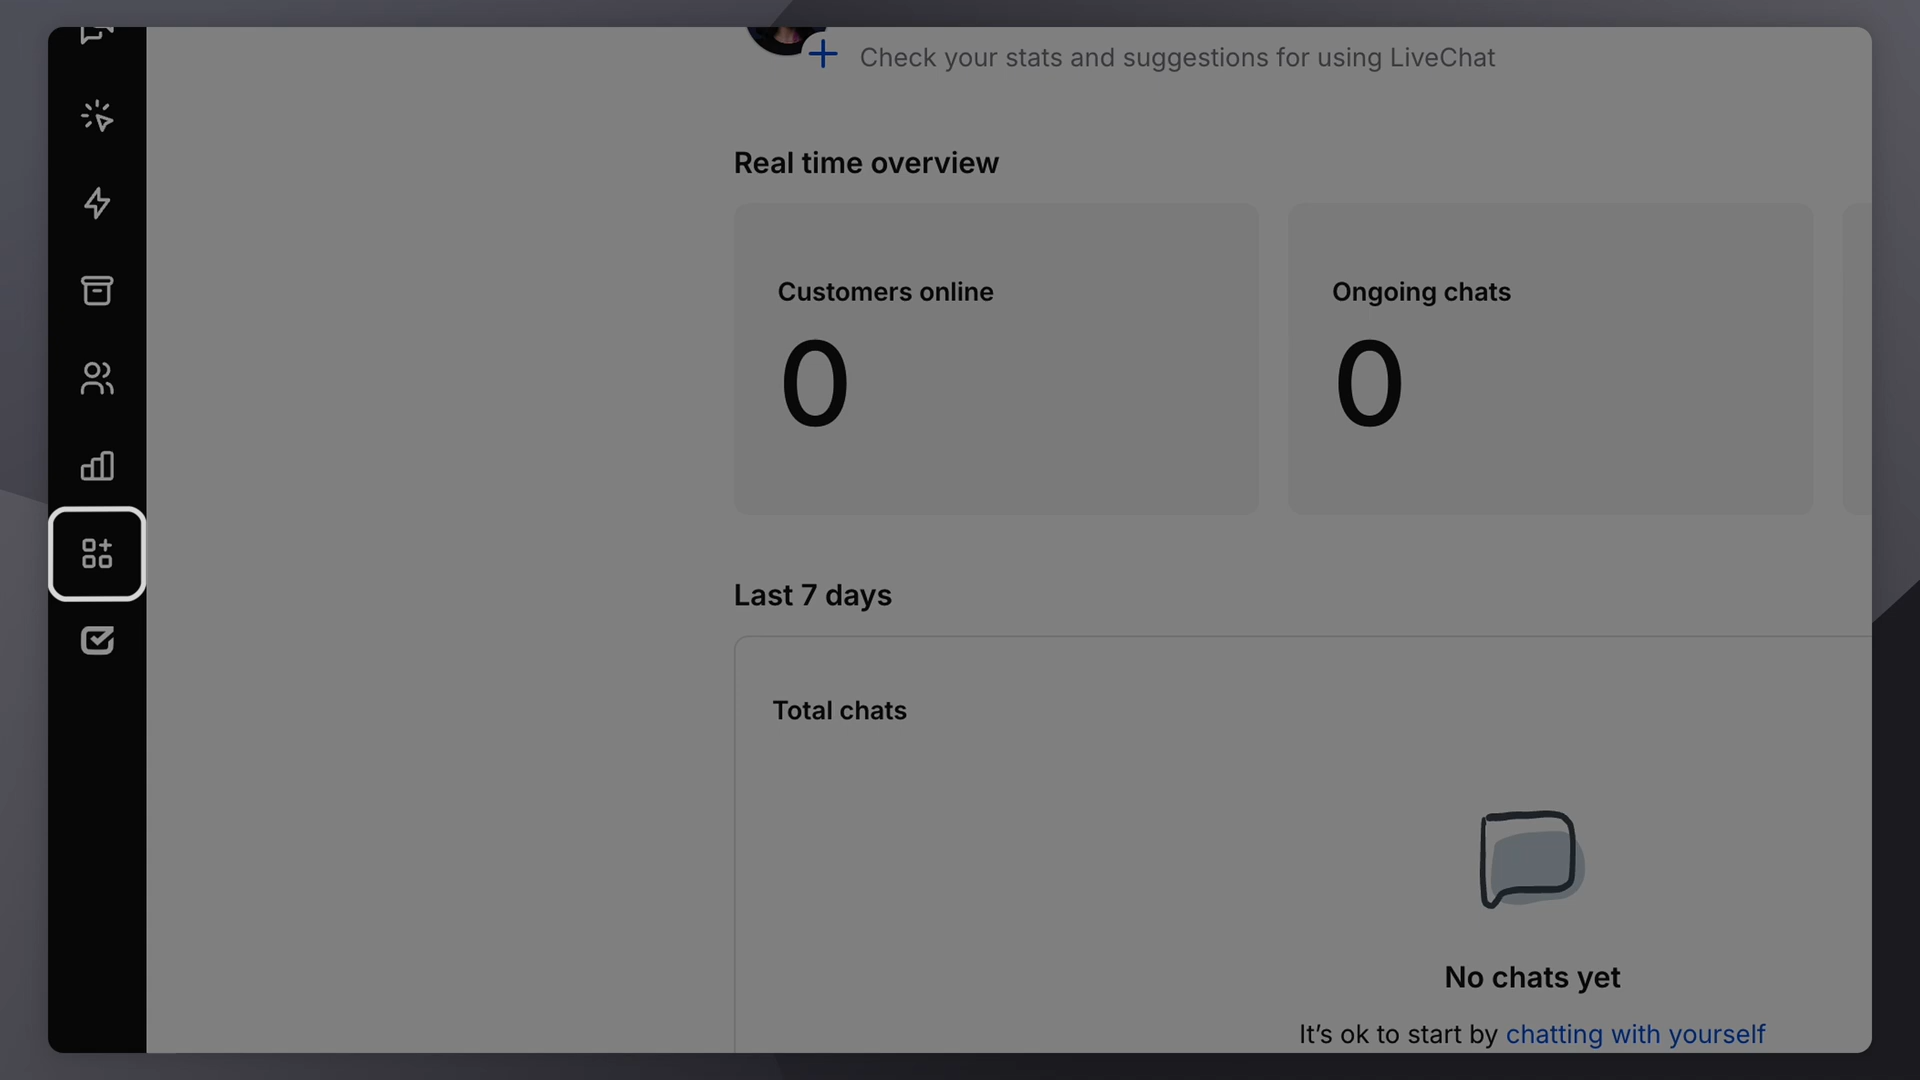 Check your stats and suggestions for using LiveChat
Real time overview
Customers online
Ongoing chats
0
0
Last 7 days
Total chats
No chats yet
It’s ok to start by chatting with yourself